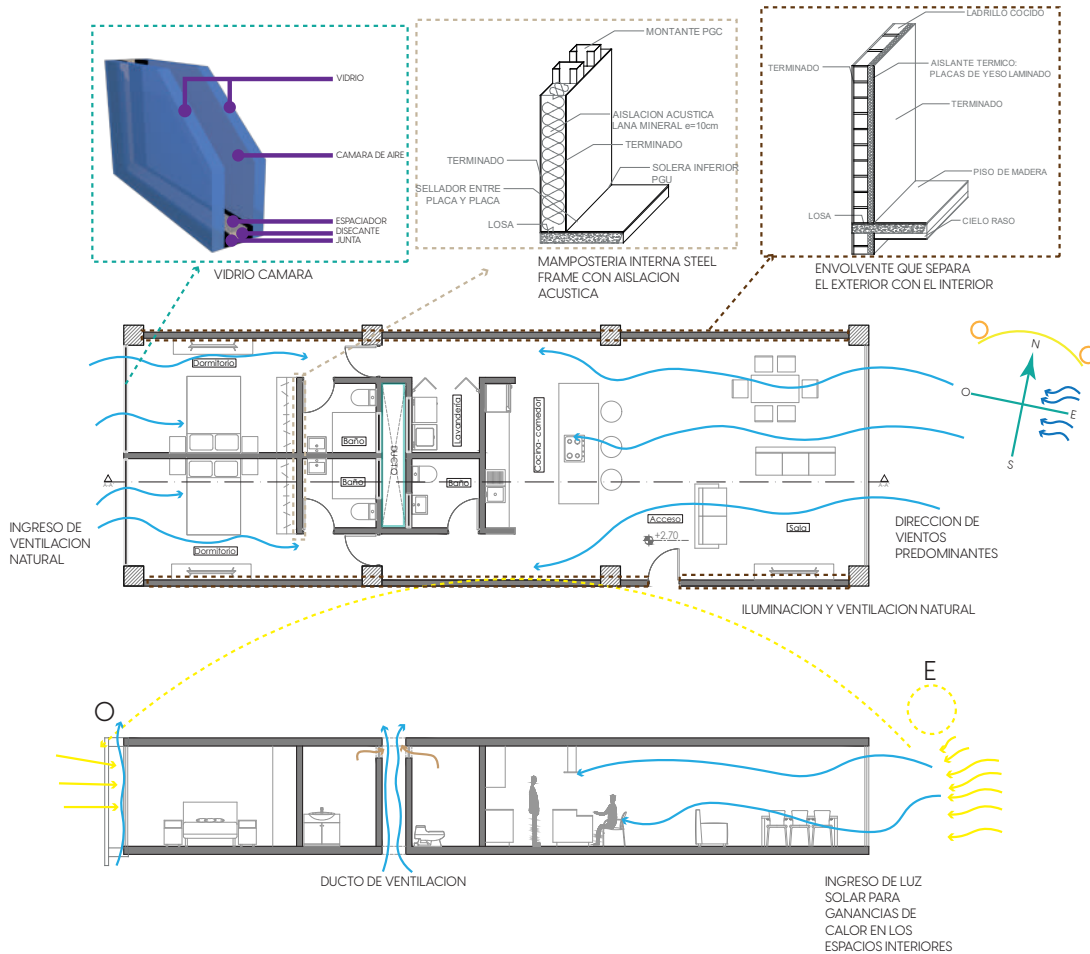 VIDRIO
CAMARA DE AIRE
ESPACIADOR
DISECANTE
JUNTA
VIDRIO CAMARA
MONTANTE PGC
AISLACION ACUSTICA
LANA MINERAL e=10cm
TERMINADO
TERMINADO
SOLERA INFERIOR
PGU
SELLADOR ENTRE
PLACA Y PLACA
LOSA
MAMPOSTERIA INTERNA STEEL
FRAME CON AISLACION
ACUSTICA
LADRILLO COCIDO
TERMINADO
AISLANTE TERMICO:
PLACAS DE YESO LAMINADO
TERMINADO
PISO DE MADERA
LOSA
CIELO RASO
ENVOLVENTE QUE SEPARA
EL EXTERIOR CON EL INTERIOR
Dormitorio
Baño
Baño
DUCTO
Lavandería
Baño
Cocina- comedor
Acceso
+2.70
Sala
Dormitorio
N
O
E
S
INGRESO DE
VENTILACION
NATURAL
DIRECCION DE
VIENTOS
PREDOMINANTES
ILUMINACION Y VENTILACION NATURAL
O
E
DUCTO DE VENTILACION
INGRESO DE LUZ
SOLAR PARA
GANANCIAS DE
CALOR EN LOS
ESPACIOS INTERIORES